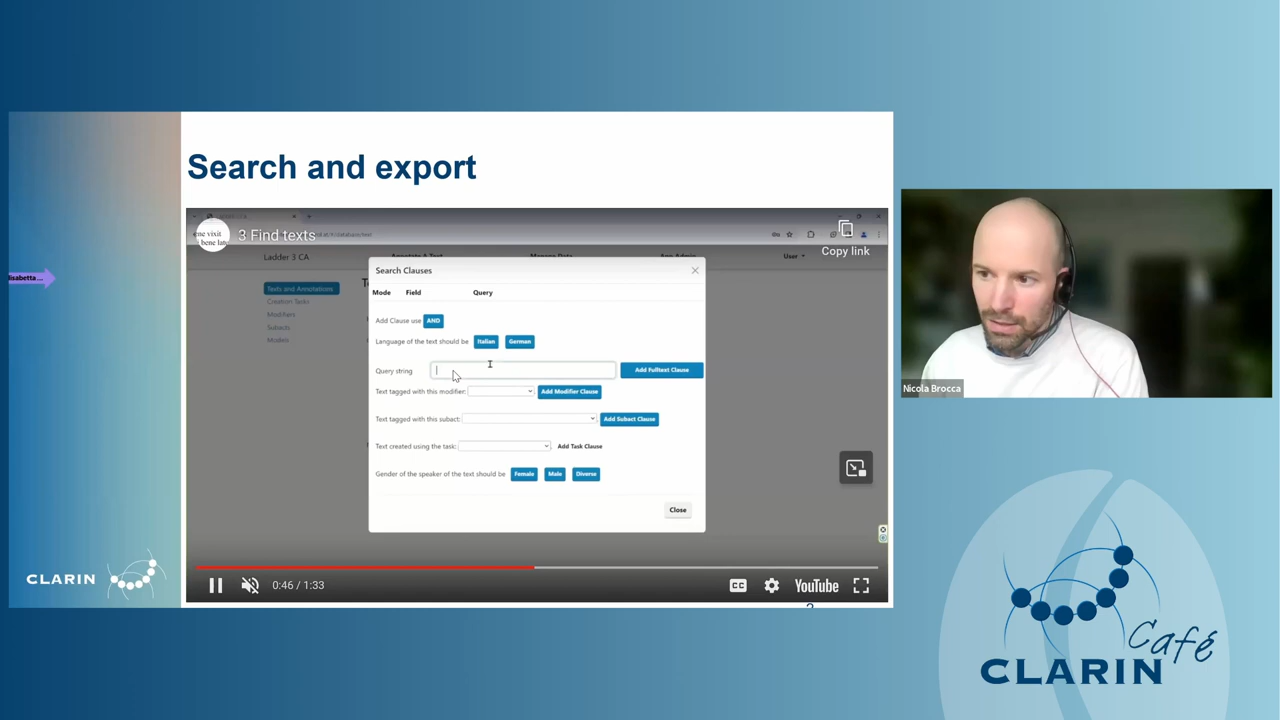 Search and export
3 Find texts
Copy link
Ladder 3 CA
User
Texts and Annotations
Creation Tasks
Modifiers
Subacts
Models
Search Clauses
Mode Field Query
Add Clause use AND
Language of the text should be Italian German
Query string Add Fulltext Clause
Text tagged with this modifier: Add Modifier Clause
Text tagged with this subact: Add Subact Clause
Text created using the task: Add Task Clause
Gender of the speaker of the text should be Female Male Diverse
Close
0:46 / 1:33
CC
YouTube
CLARIN
Nicola Brocca
Café
CLARIN